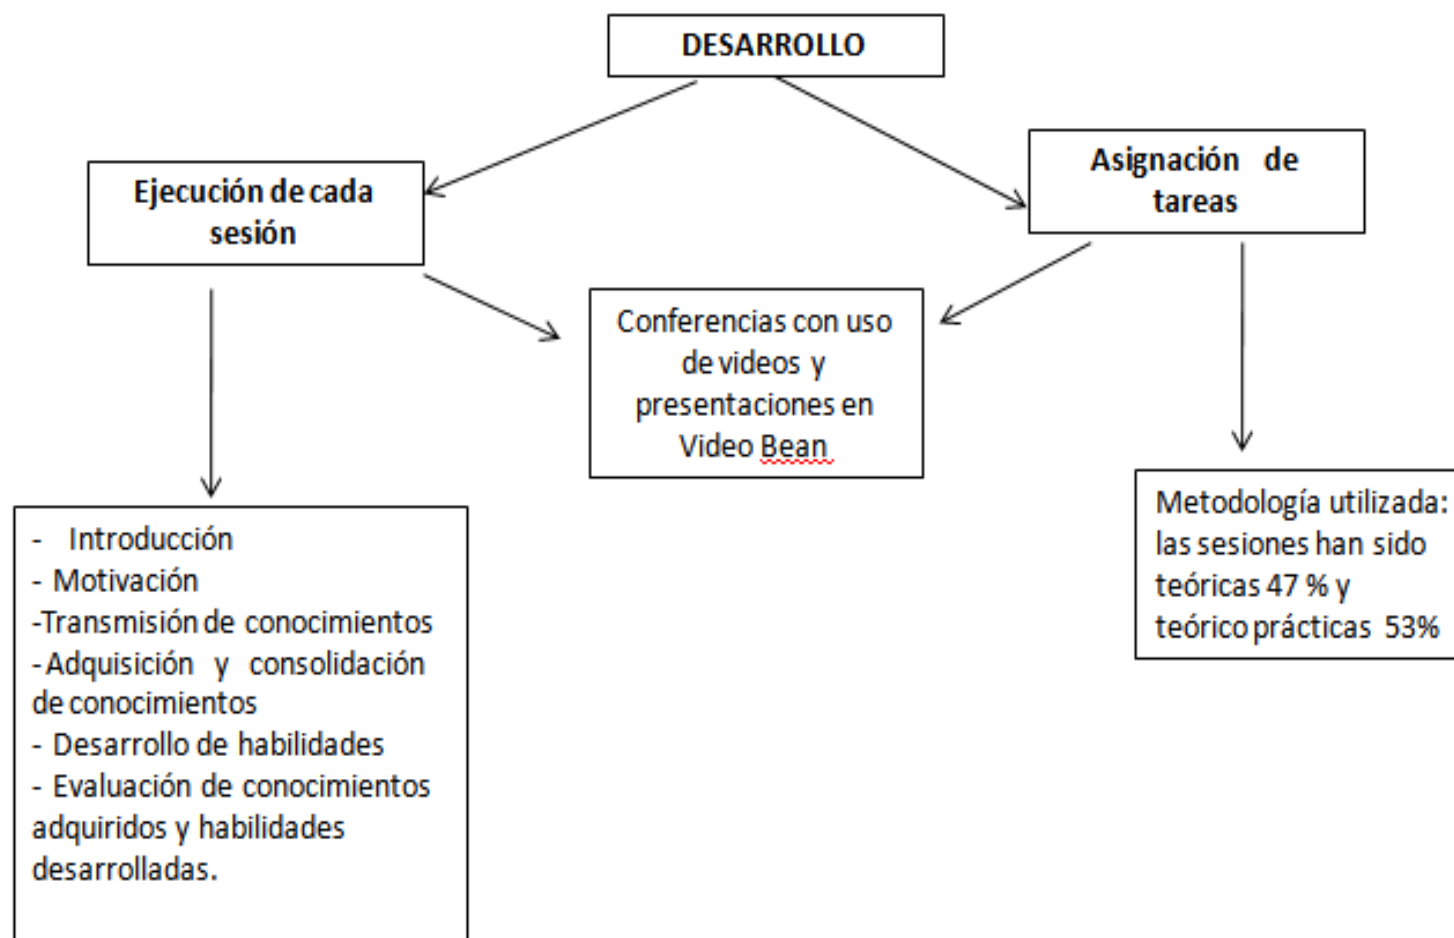 DESARROLLO
Ejecución de cada
sesión
Asignación de
tareas
Conferencias con uso
de videos y
presentaciones en
Video Bean
- Introducción
- Motivación
-Transmisión de conocimientos
-Adquisición y consolidación
de conocimientos
- Desarrollo de habilidades
- Evaluación de conocimientos
adquiridos y habilidades
desarrolladas.
Metodología utilizada:
las sesiones han sido
teóricas 47 % y
teórico prácticas 53%